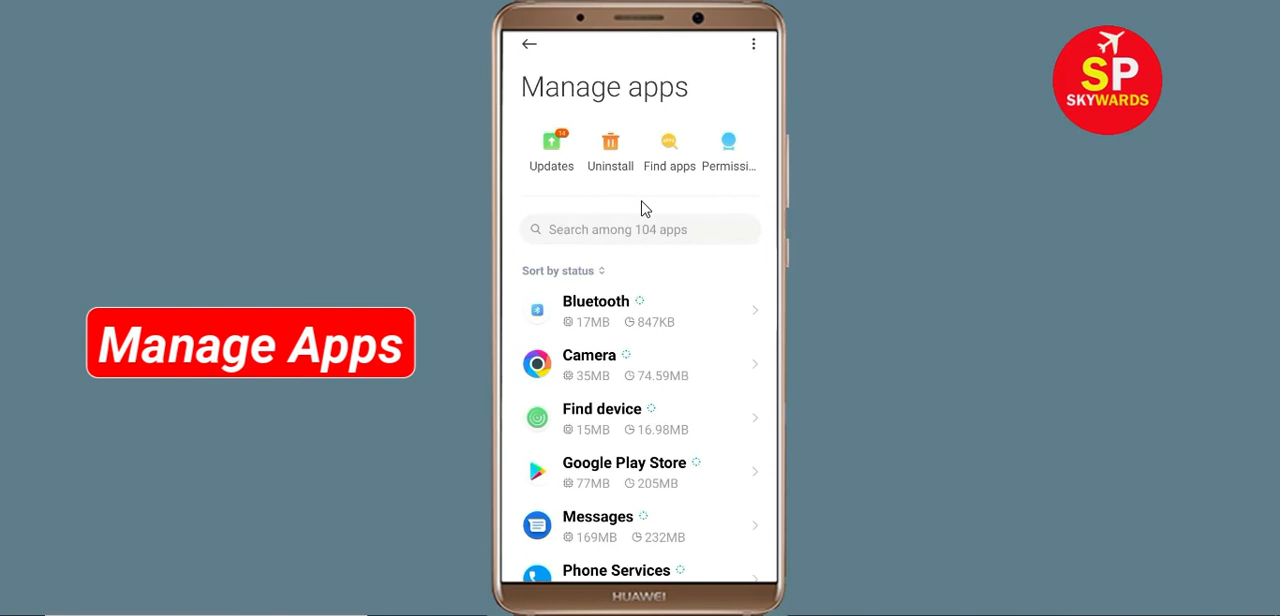 SP
SKYWARDS
Manage apps
14
Updates
Uninstall
Find apps
Permissi...
Search among 104 apps
Sort by status
Bluetooth
17MB 847KB
Camera
35MB 74.59MB
Find device
15MB 16.98MB
Google Play Store
77MB 205MB
Messages
169MB 232MB
Phone Services
HUAWEI
Manage Apps